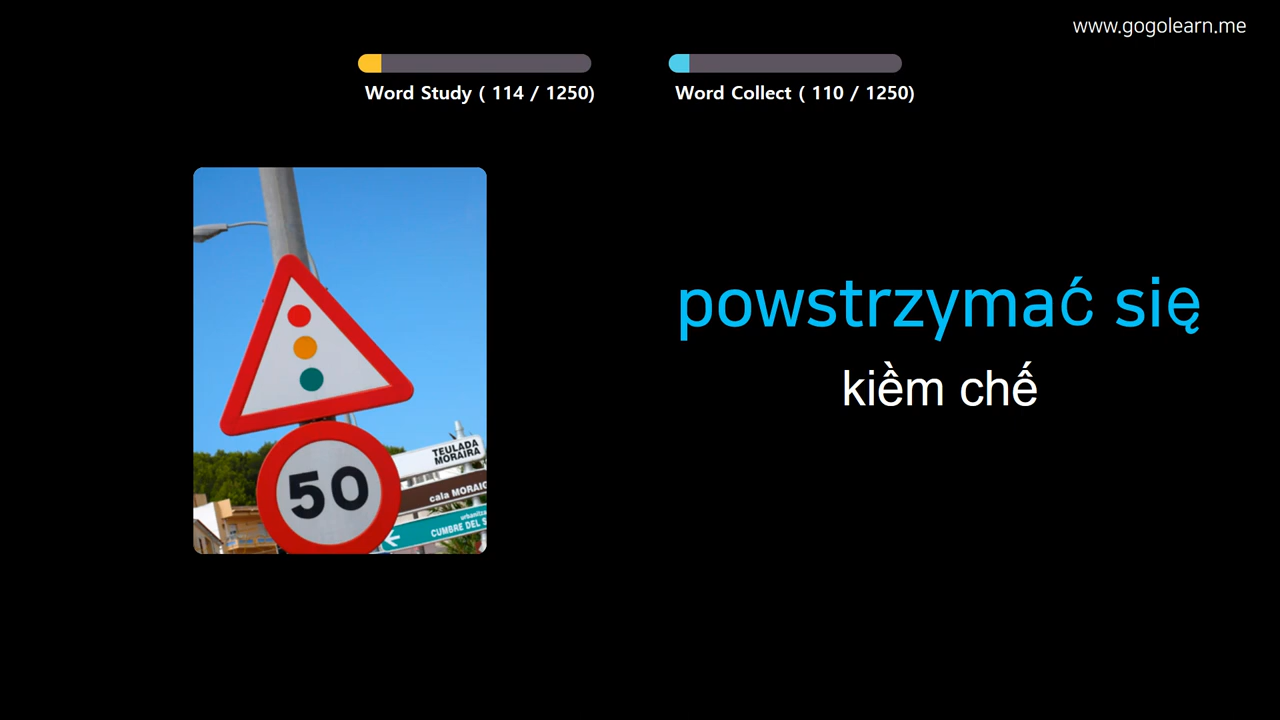 www.gogolearn.me
Word Study ( 114 / 1250)
Word Collect ( 110 / 1250)
powstrzymać się
kiềm chế
TEULADA
MORAIRA
cala MORAIG
urbanitza
CUMBRE DEL S
50